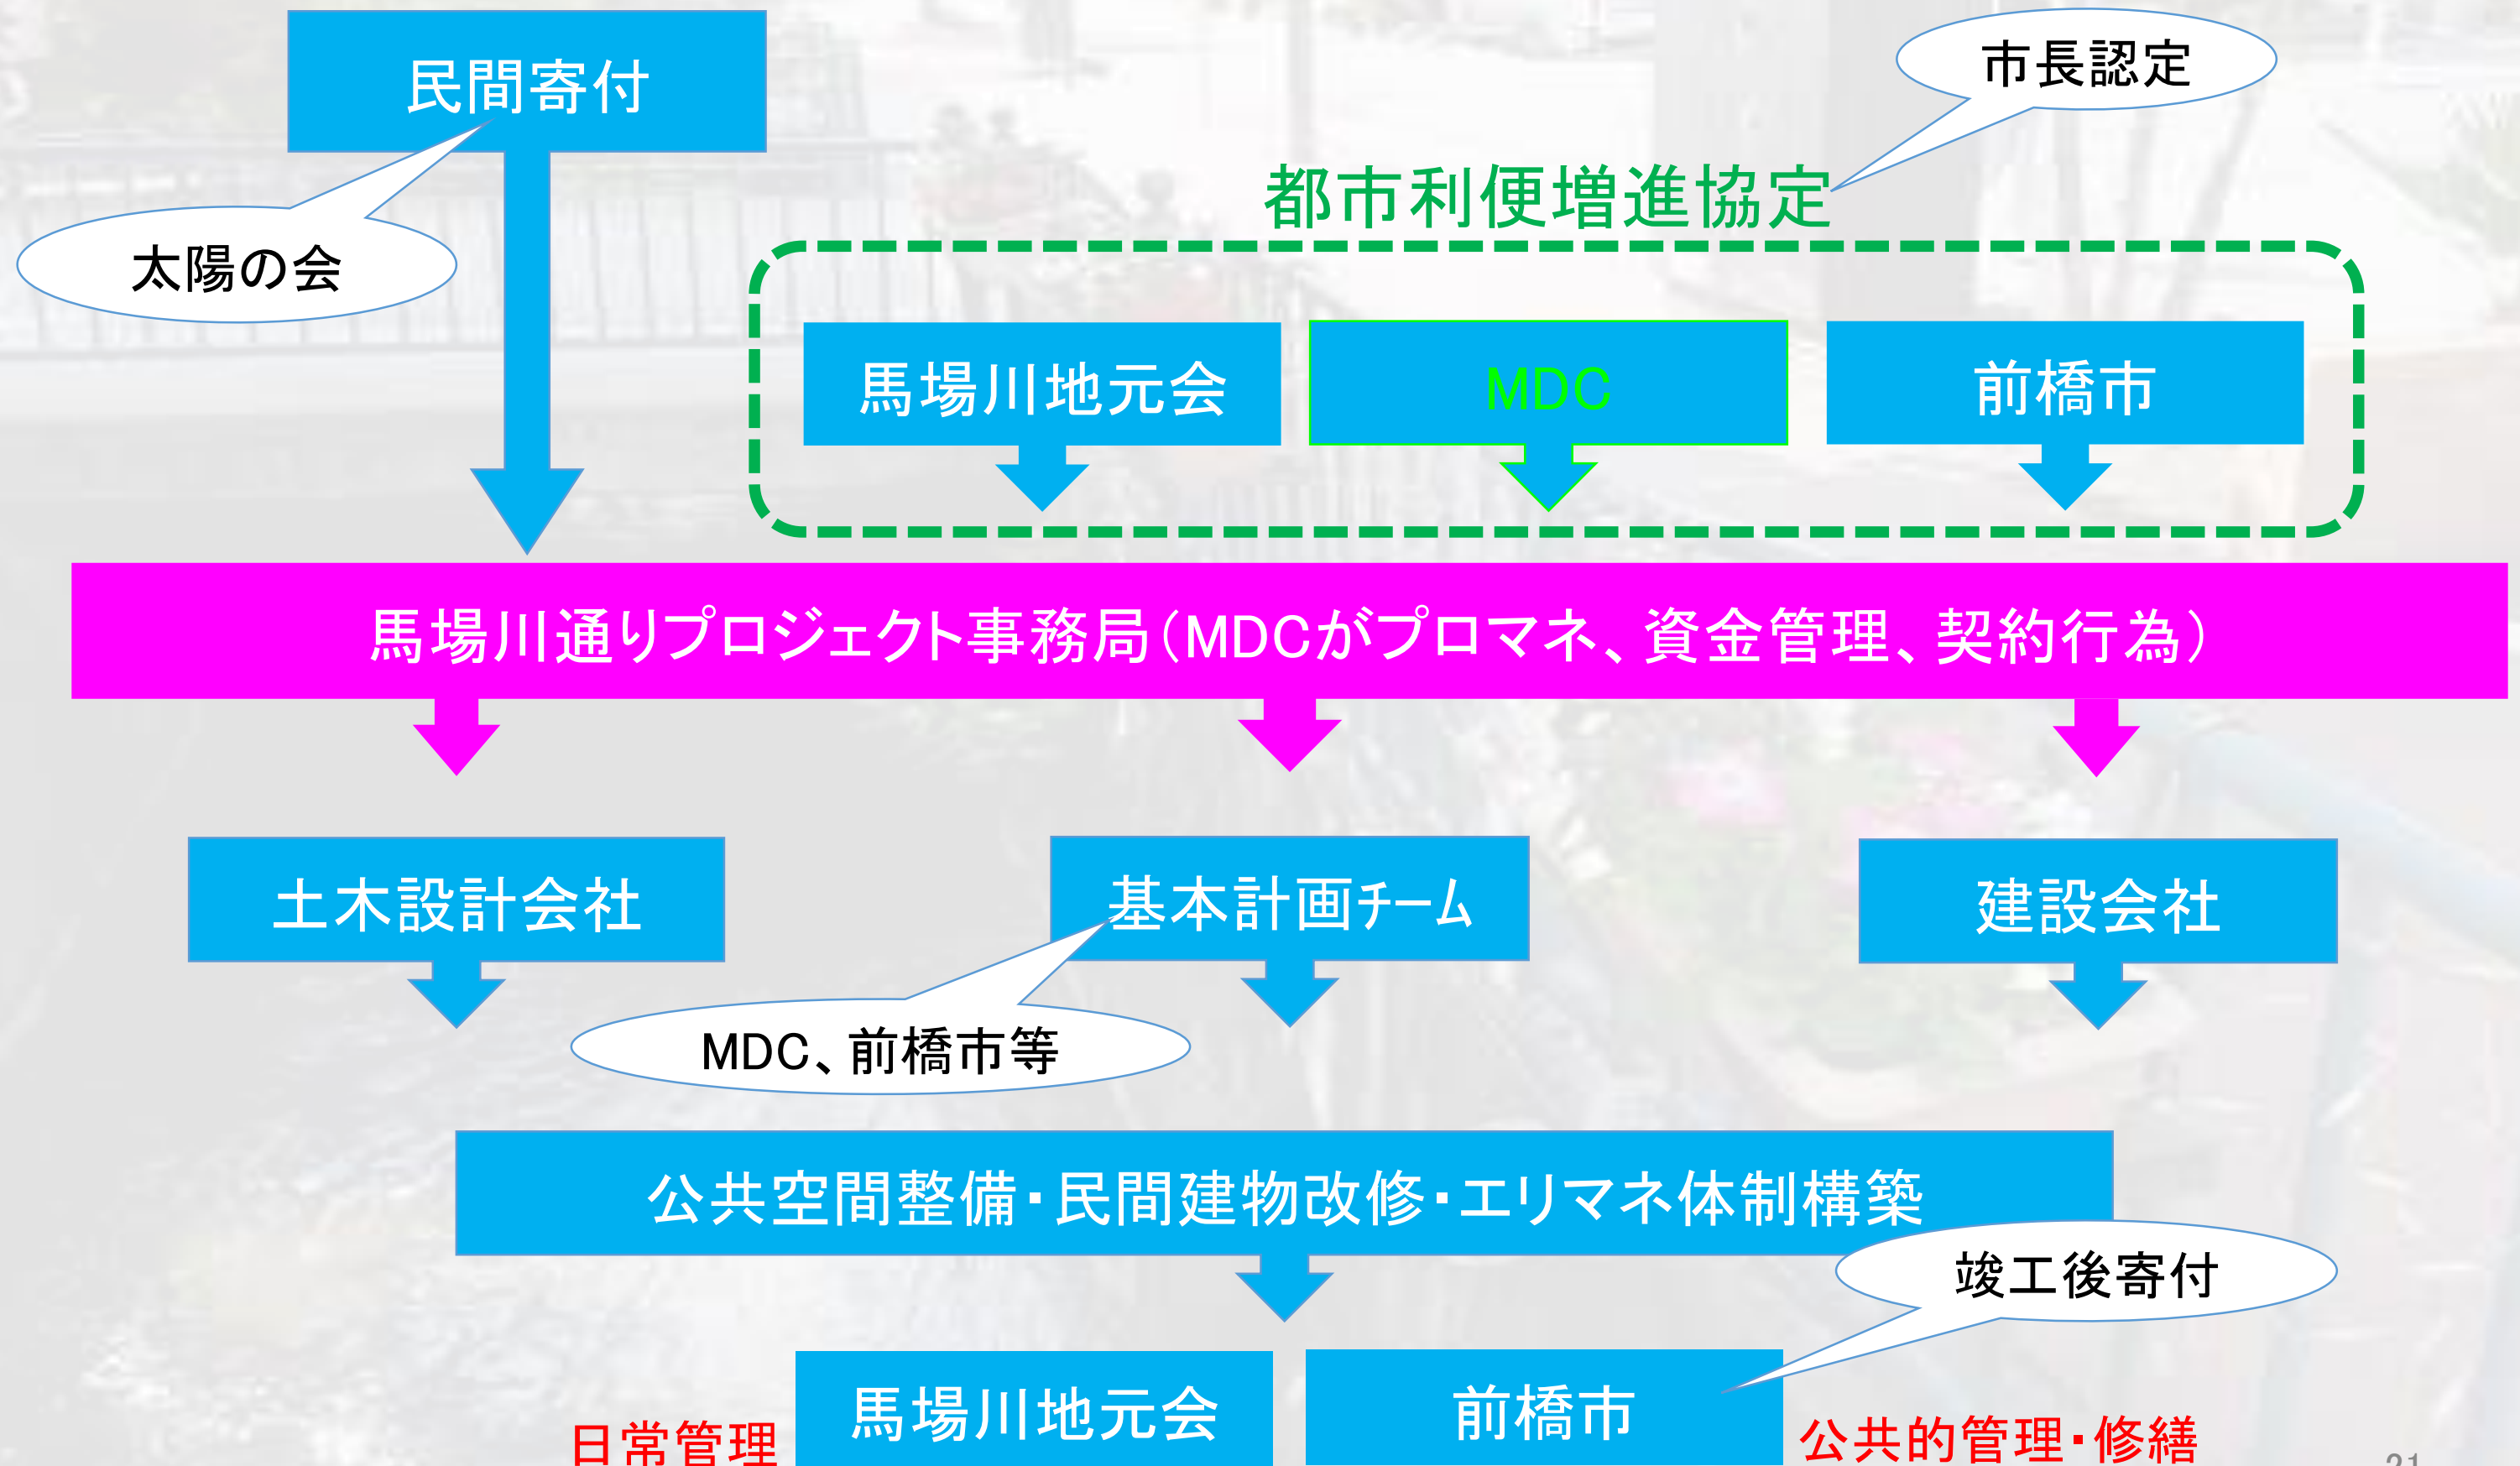 民間寄付
市長認定
都市利便増進協定
太陽の会
馬場川地元会
MDC
前橋市
馬場川通りプロジェクト事務局（MDCがプロマネ、資金管理、契約行為）
土木設計会社
基本計画チーム
建設会社
MDC、前橋市等
公共空間整備・民間建物改修・エリマネ体制構築
竣工後寄付
馬場川地元会
前橋市
日常管理
公共的管理・修繕